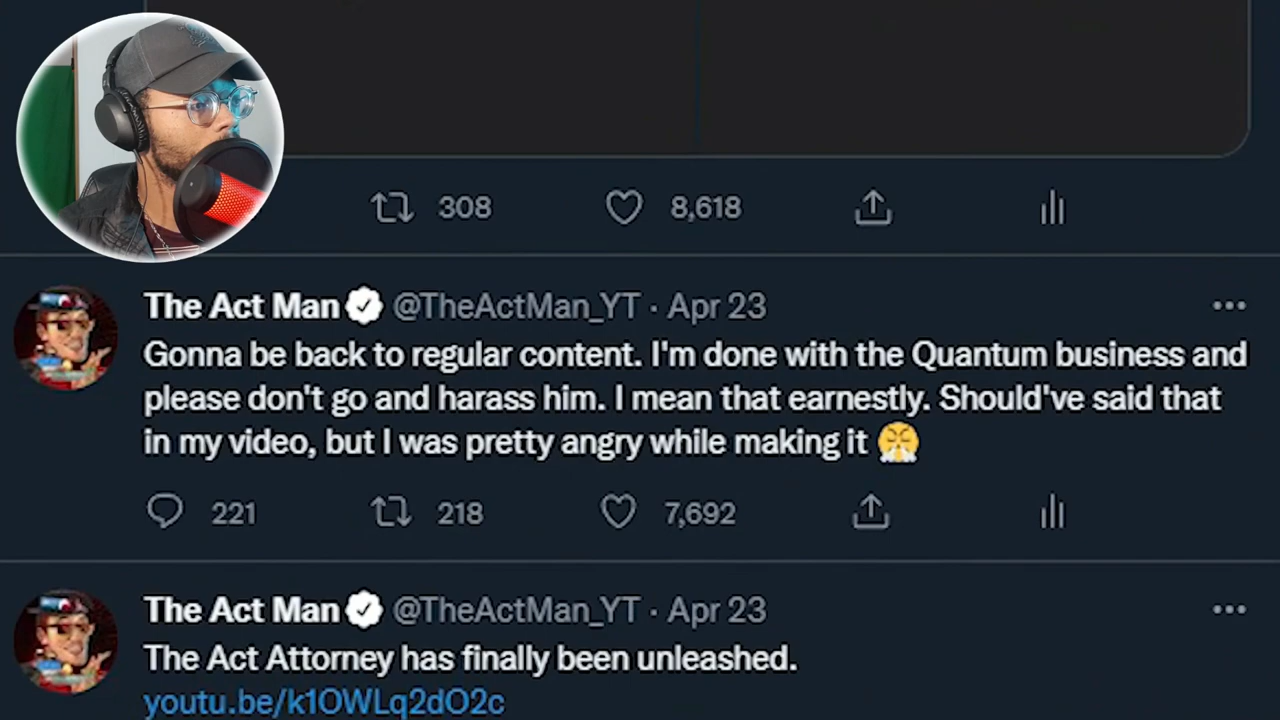 308 8,618
The Act Man @TheActMan_YT · Apr 23
Gonna be back to regular content. I'm done with the Quantum business and
please don't go and harass him. I mean that earnestly. Should've said that
in my video, but I was pretty angry while making it 😤
221 218 7,692
The Act Man @TheActMan_YT · Apr 23
The Act Attorney has finally been unleashed.
youtu.be/k1OWLq2dO2c